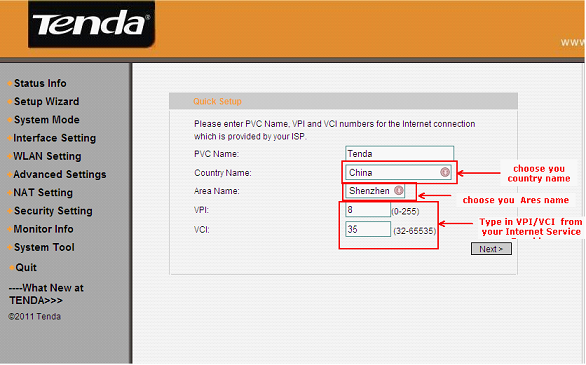 Tenda®
www
Status Info
Setup Wizard
System Mode
Interface Setting
WLAN Setting
Advanced Settings
NAT Setting
Security Setting
Monitor Info
System Tool
Quit
----What New at
TENDA>>>
©2011 Tenda
Quick Setup
Please enter PVC Name, VPI and VCI numbers for the Internet connection
which is provided by your ISP.
PVC Name: Tenda
Country Name: China
choose you
country name
Area Name: Shenzhen
choose you Ares name
VPI: 8 (0-255)
VCI: 35 (32-65535)
Type in VPI/VCI from
your Internet Service
Next >